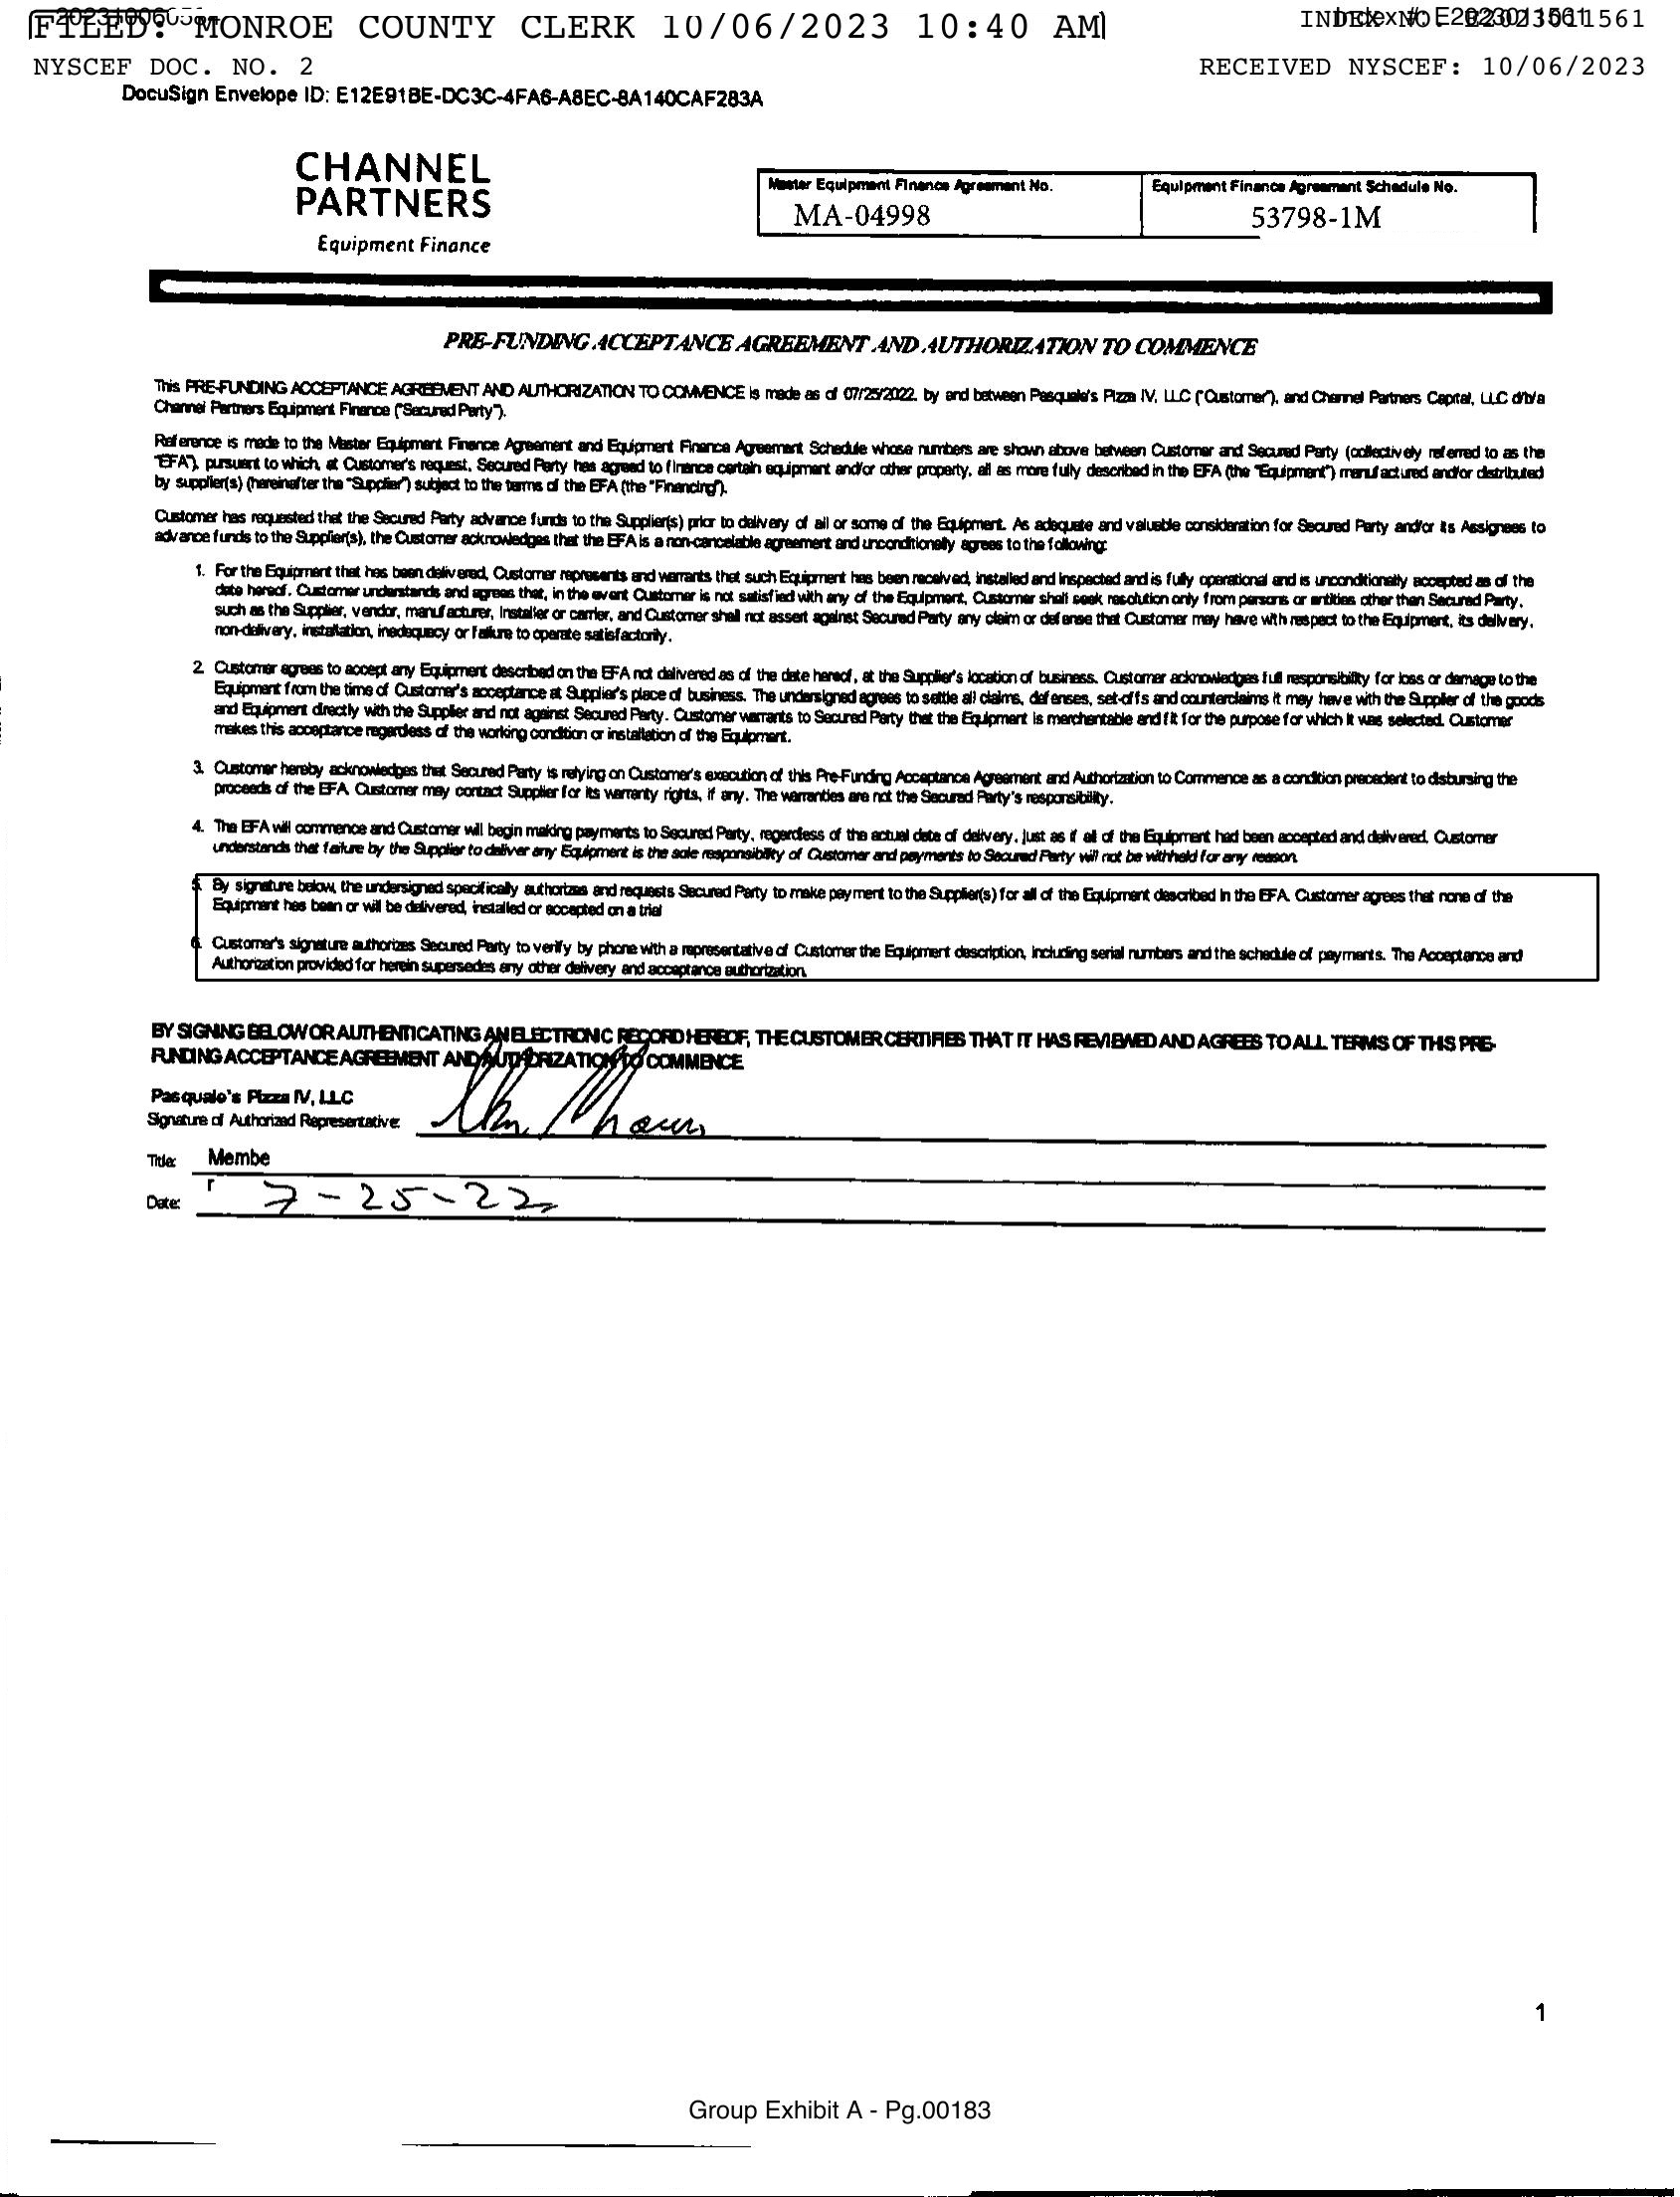 FILED: MONROE COUNTY CLERK 10/06/2023 10:40 AM
INDEX NO. E2023011561
Index #: E2023011561
NYSCEF DOC. NO. 2
RECEIVED NYSCEF: 10/06/2023
DocuSign Envelope ID: E12E91BE-DC3C-4FA6-A8EC-8A140CAF283A
CHANNEL
PARTNERS
Equipment Finance
Master Equipment Finance Agreement No.
MA-04998
Equipment Finance Agreement Schedule No.
53798-1M
PRE-FUNDING ACCEPTANCE AGREEMENT AND AUTHORIZATION TO COMMENCE
This PRE-FUNDING ACCEPTANCE AGREEMENT AND AUTHORIZATION TO COMMENCE is made as of 07/25/2022, by and between Pasquale's Pizza IV, LLC ("Customer"), and Channel Partners Capital, LLC d/b/a
Channel Partners Equipment Finance ("Secured Party").
Reference is made to the Master Equipment Finance Agreement and Equipment Finance Agreement Schedule whose numbers are shown above between Customer and Secured Party (collectively referred to as the
"EFA"), pursuant to which, at Customer's request, Secured Party has agreed to finance certain equipment and/or other property, all as more fully described in the EFA (the "Equipment") manufactured and/or distributed
by supplier(s) (hereinafter the "Supplier") subject to the terms of the EFA (the "Financing").
Customer has requested that the Secured Party advance funds to the Supplier(s) prior to delivery of all or some of the Equipment. As adequate and valuable consideration for Secured Party and/or its Assignees to
advance funds to the Supplier(s), the Customer acknowledges that the EFA is a non-cancelable agreement and unconditionally agrees to the following:
1. For the Equipment that has been delivered, Customer represents and warrants that such Equipment has been received, installed and inspected and is fully operational and is unconditionally accepted as of the
date hereof. Customer understands and agrees that, in the event Customer is not satisfied with any of the Equipment, Customer shall seek resolution only from persons or entities other than Secured Party,
such as the Supplier, vendor, manufacturer, installer or carrier, and Customer shall not assert against Secured Party any claim or defense that Customer may have with respect to the Equipment, its delivery,
non-delivery, installation, inadequacy or failure to operate satisfactorily.
2. Customer agrees to accept any Equipment described on the EFA not delivered as of the date hereof, at the Supplier's location of business. Customer acknowledges full responsibility for loss or damage to the
Equipment from the time of Customer's acceptance at Supplier's place of business. The undersigned agrees to settle all claims, defenses, set-offs and counterclaims it may have with the Supplier of the goods
and Equipment directly with the Supplier and not against Secured Party. Customer warrants to Secured Party that the Equipment is merchantable and fit for the purpose for which it was selected. Customer
makes this acceptance regardless of the working condition or installation of the Equipment.
3. Customer hereby acknowledges that Secured Party is relying on Customer's execution of this Pre-Funding Acceptance Agreement and Authorization to Commence as a condition precedent to disbursing the
proceeds of the EFA. Customer may contact Supplier for its warranty rights, if any. The warranties are not the Secured Party's responsibility.
4. The EFA will commence and Customer will begin making payments to Secured Party, regardless of the actual date of delivery, just as if all of the Equipment had been accepted and delivered. Customer
understands that failure by the Supplier to deliver any Equipment is the sole responsibility of Customer and payments to Secured Party will not be withheld for any reason.
5. By signature below, the undersigned specifically authorizes and requests Secured Party to make payment to the Supplier(s) for all of the Equipment described in the EFA. Customer agrees that none of the
Equipment has been or will be delivered, installed or accepted on a trial
6. Customer's signature authorizes Secured Party to verify by phone with a representative of Customer the Equipment description, including serial numbers and the schedule of payments. The Acceptance and
Authorization provided for herein supersedes any other delivery and acceptance authorization.
BY SIGNING BELOW OR AUTHENTICATING AN ELECTRONIC RECORD HEREOF, THE CUSTOMER CERTIFIES THAT IT HAS REVIEWED AND AGREES TO ALL TERMS OF THIS PRE-
FUNDING ACCEPTANCE AGREEMENT AND AUTHORIZATION TO COMMENCE.
Pasquale's Pizza IV, LLC
Signature of Authorized Representative:
Title: Membe
r
Date: 7-25-22
1
Group Exhibit A - Pg.00183